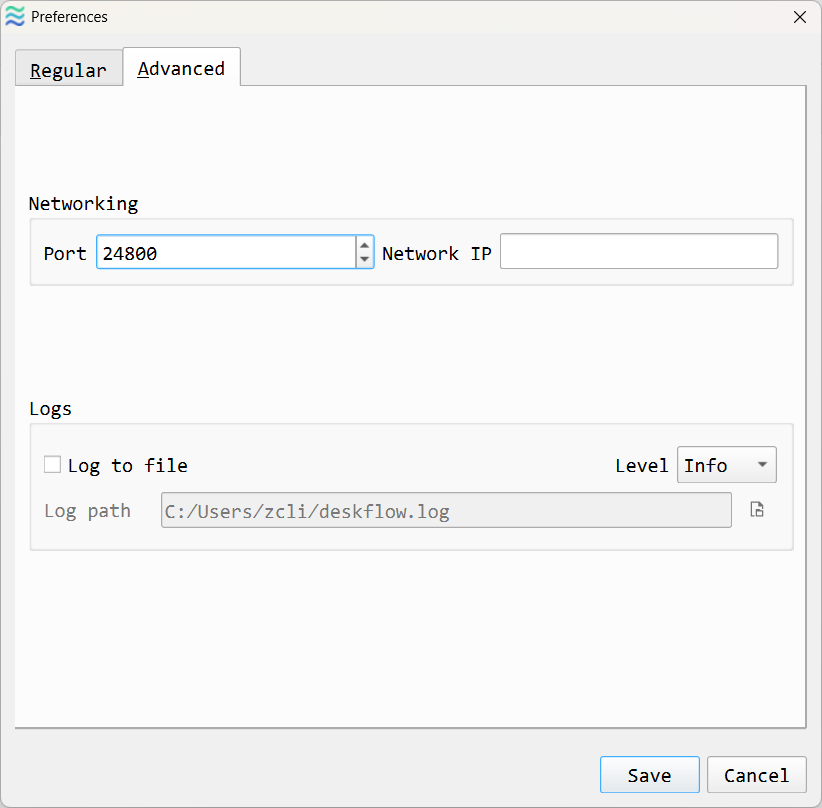 Preferences
Regular Advanced
Networking
Port 24800 Network IP
Logs
Log to file Level Info
Log path C:/Users/zcli/deskflow.log
Save Cancel